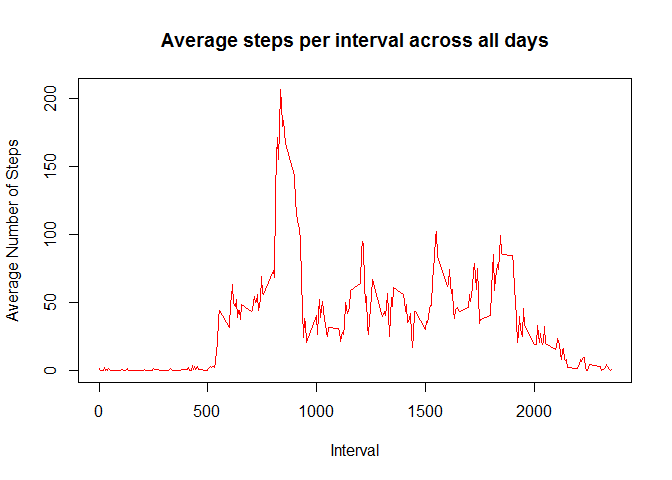 Average steps per interval across all days
Average Number of Steps
200
150
100
50
0
0 500 1000 1500 2000
Interval